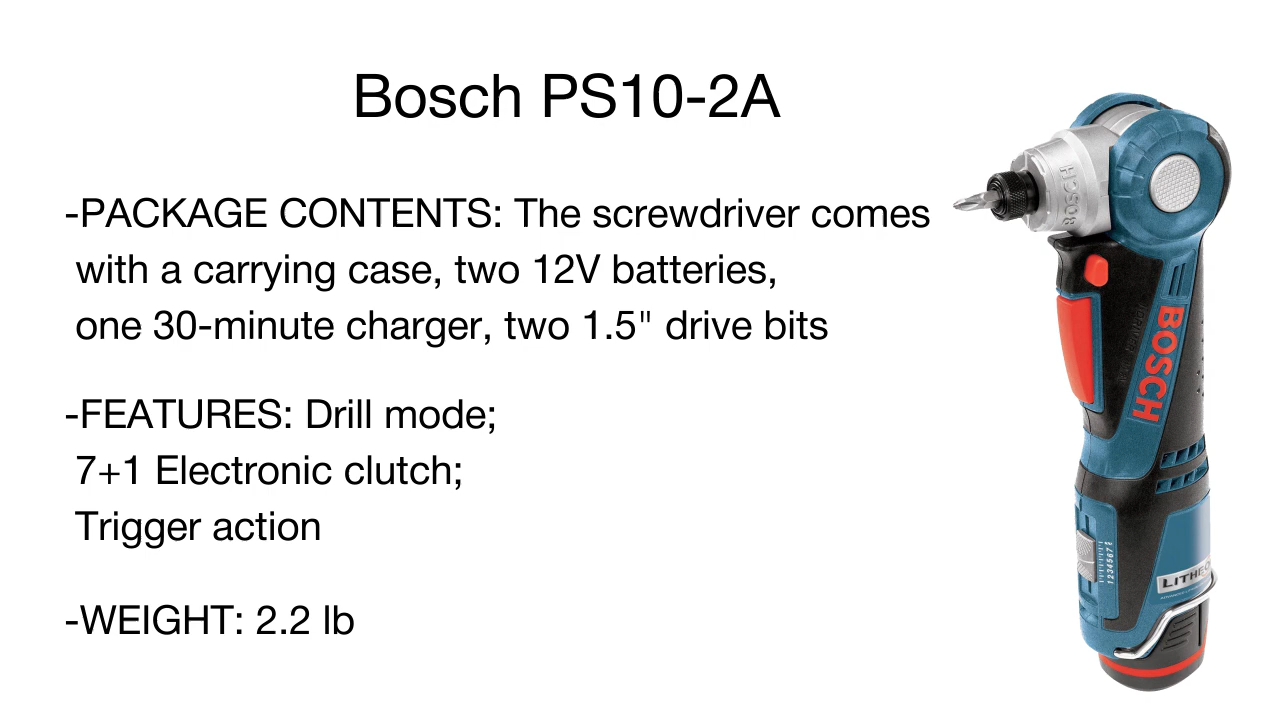 Bosch PS10-2A
-PACKAGE CONTENTS: The screwdriver comes
with a carrying case, two 12V batteries,
one 30-minute charger, two 1.5" drive bits
-FEATURES: Drill mode;
7+1 Electronic clutch;
Trigger action
-WEIGHT: 2.2 lb
BOSCH
BOSCH
1234567